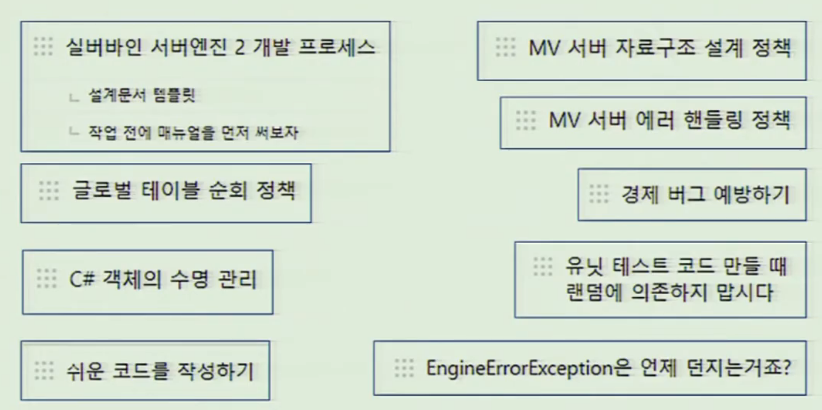 실버바인 서버엔진 2 개발 프로세스
설계문서 템플릿
작업 전에 매뉴얼을 먼저 써보자
글로벌 테이블 순회 정책
C# 객체의 수명 관리
쉬운 코드를 작성하기
MV 서버 자료구조 설계 정책
MV 서버 에러 핸들링 정책
경제 버그 예방하기
유닛 테스트 코드 만들 때
랜덤에 의존하지 맙시다
EngineErrorException은 언제 던지는거죠?